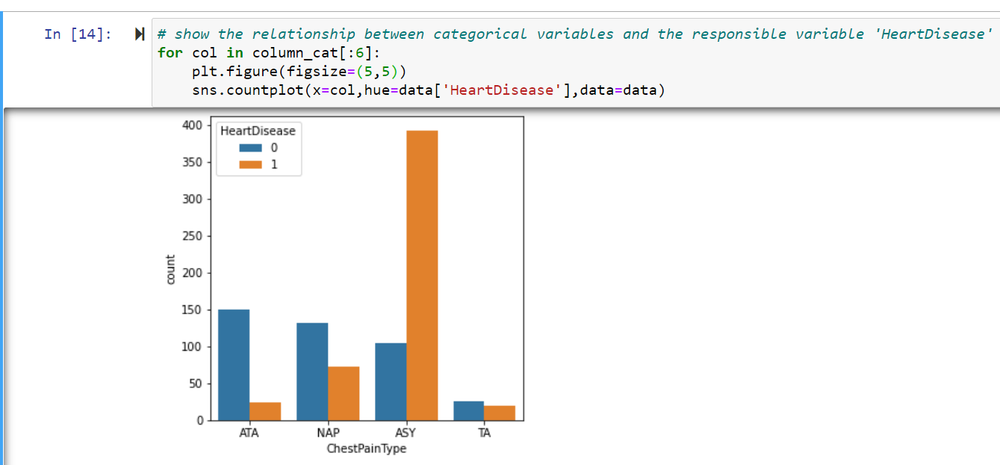 In [14]:
# show the relationship between categorical variables and the responsible variable 'HeartDisease'
for col in column_cat[:6]:
    plt.figure(figsize=(5,5))
    sns.countplot(x=col,hue=data['HeartDisease'],data=data)
HeartDisease
0
1
400
350
300
250
200
150
100
50
0
count
ATA NAP ASY TA
ChestPainType